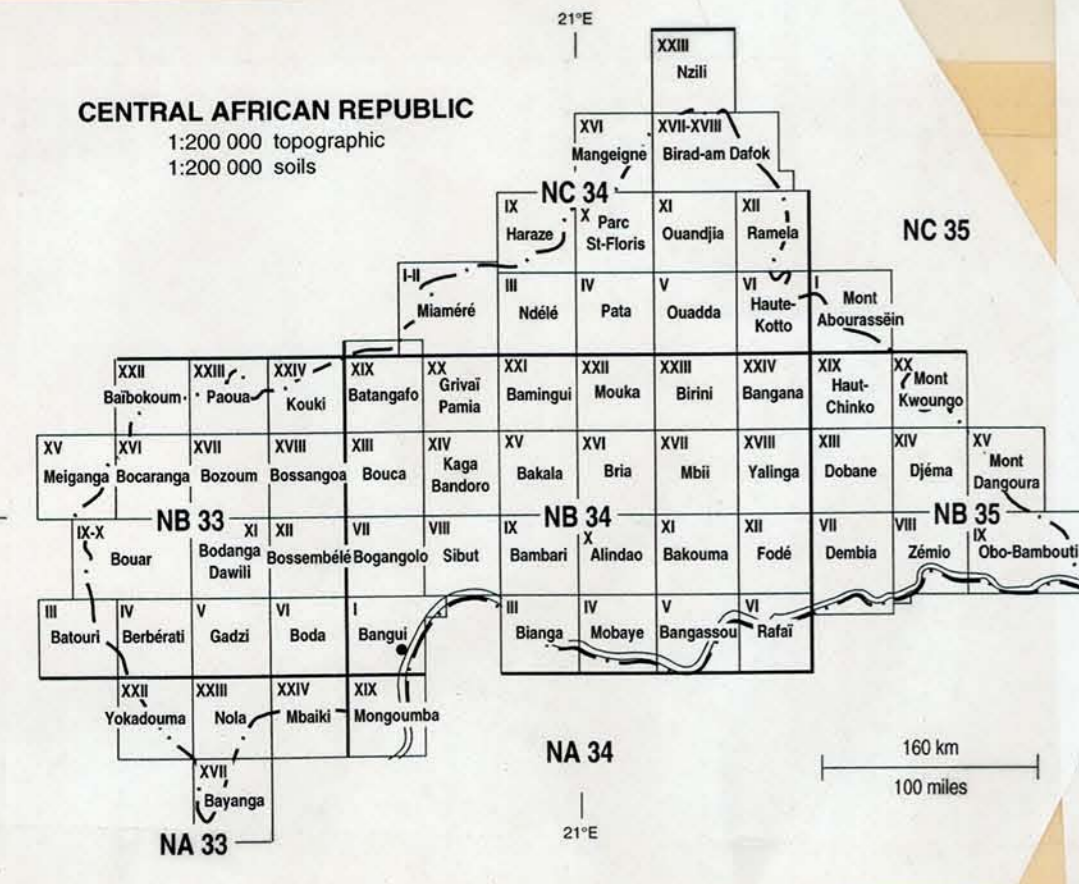 21°E
CENTRAL AFRICAN REPUBLIC
1:200 000 topographic
1:200 000 soils
XXIII
Nzili
XVI
Mangeigne
XVII-XVIII
Birad-am Dafok
NC 34
NC 35
IX
Haraze
X
Parc
St-Floris
XI
Ouandjia
XII
Ramela
I-II
Miaméré
III
Ndélé
IV
Pata
V
Ouadda
VI
Haute-
Kotto
I
Mont
Abourassëin
XXII
Baïbokoum
XXIII
Paoua
XXIV
Kouki
XIX
Batangafo
XX
Grivaï
Pamia
XXI
Bamingui
XXII
Mouka
XXIII
Birini
XXIV
Bangana
XIX
Haut-
Chinko
XX
Mont
Kwoungo
XV
Meiganga
XVI
Bocaranga
XVII
Bozoum
XVIII
Bossangoa
XIII
Bouca
XIV
Kaga
Bandoro
XV
Bakala
XVI
Bria
XVII
Mbii
XVIII
Yalinga
XIII
Dobane
XIV
Djéma
XV
Mont
Dangoura
NB 33
NB 34
NB 35
IX-X
Bouar
XI
Bodanga
Dawili
XII
Bossembélé
VII
Bogangolo
VIII
Sibut
IX
Bambari
X
Alindao
XI
Bakouma
XII
Fodé
VII
Dembia
VIII
Zémio
IX
Obo-Bambouti
III
Batouri
IV
Berbérati
V
Gadzi
VI
Boda
I
Bangui
III
Bianga
IV
Mobaye
V
Bangassou
VI
Rafaï
XXII
Yokadouma
XXIII
Nola
XXIV
Mbaiki
XIX
Mongoumba
NA 34
160 km
100 miles
XVII
Bayanga
NA 33
21°E